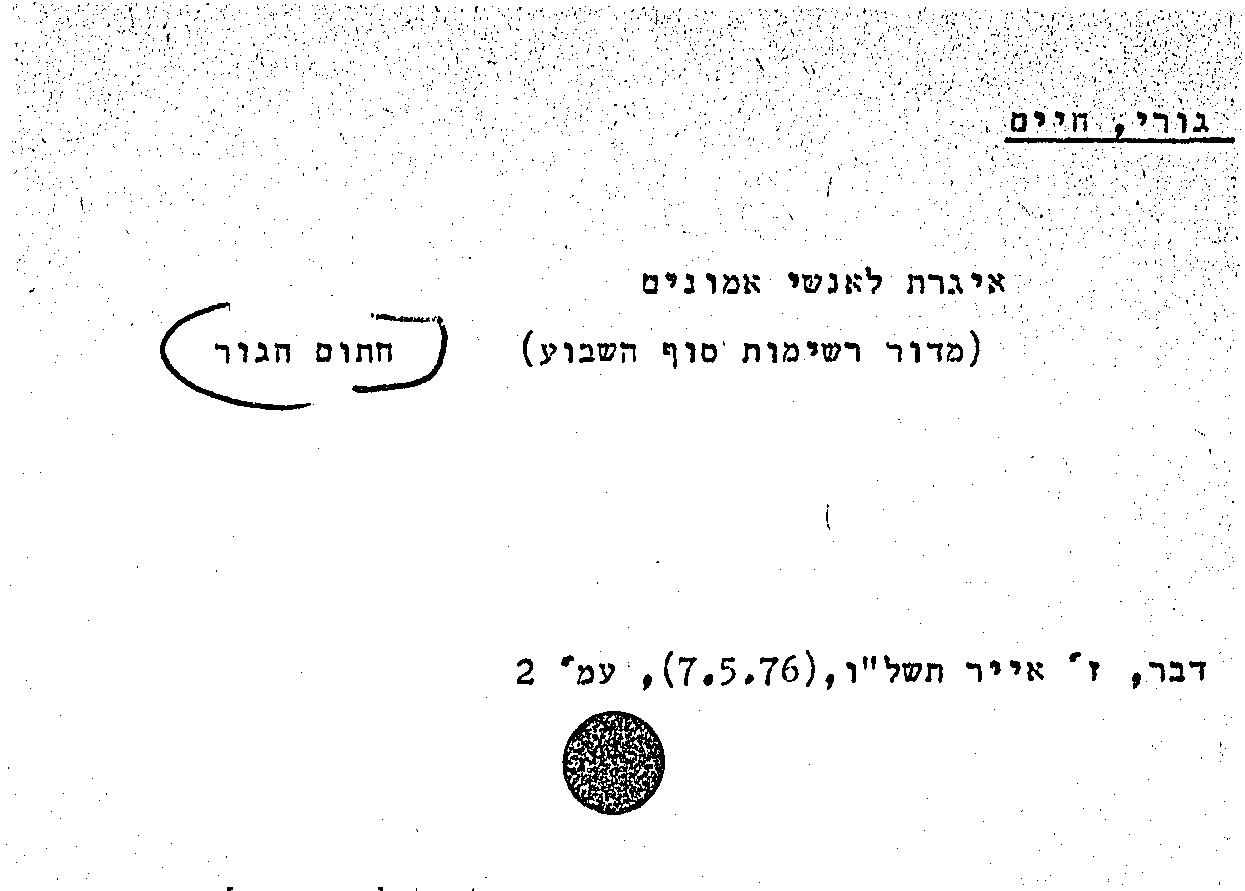 גורי, חיים
איגרת לאנשי אמונים
(מדור רשימות סוף השבוע) חתום הגור
דבר, ז' אייר תשל"ו,(7.5.76), עמ' 2